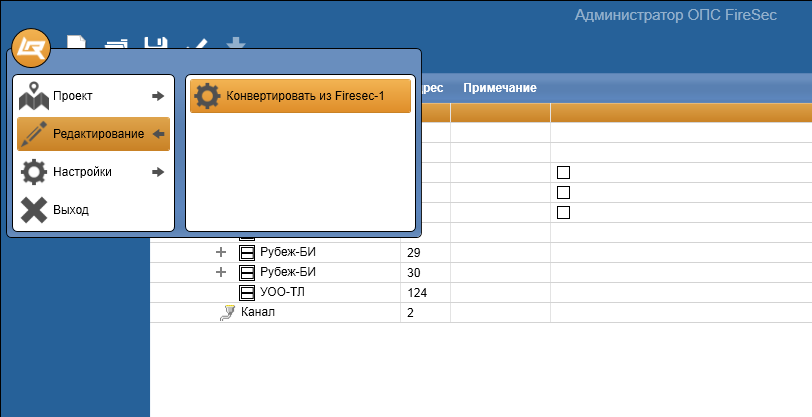 Администратор ОПС FireSec
Проект
Редактирование
Настройки
Выход
Конвертировать из Firesec-1
рес
Примечание
Рубеж-БИ
29
Рубеж-БИ
30
УОО-ТЛ
124
Канал
2